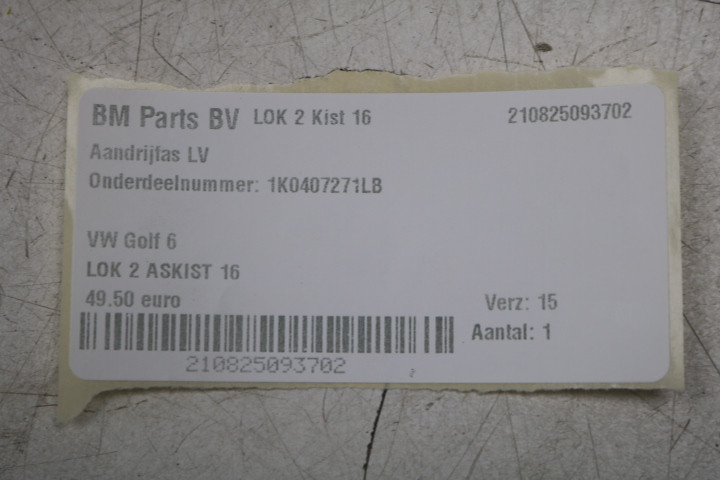 BM Parts BV LOK 2 Kist 16 210825093702
Aandrijfas LV
Onderdeelnummer: 1K0407271LB
VW Golf 6
LOK 2 ASKIST 16
49.50 euro Verz: 15
Aantal: 1
210825093702